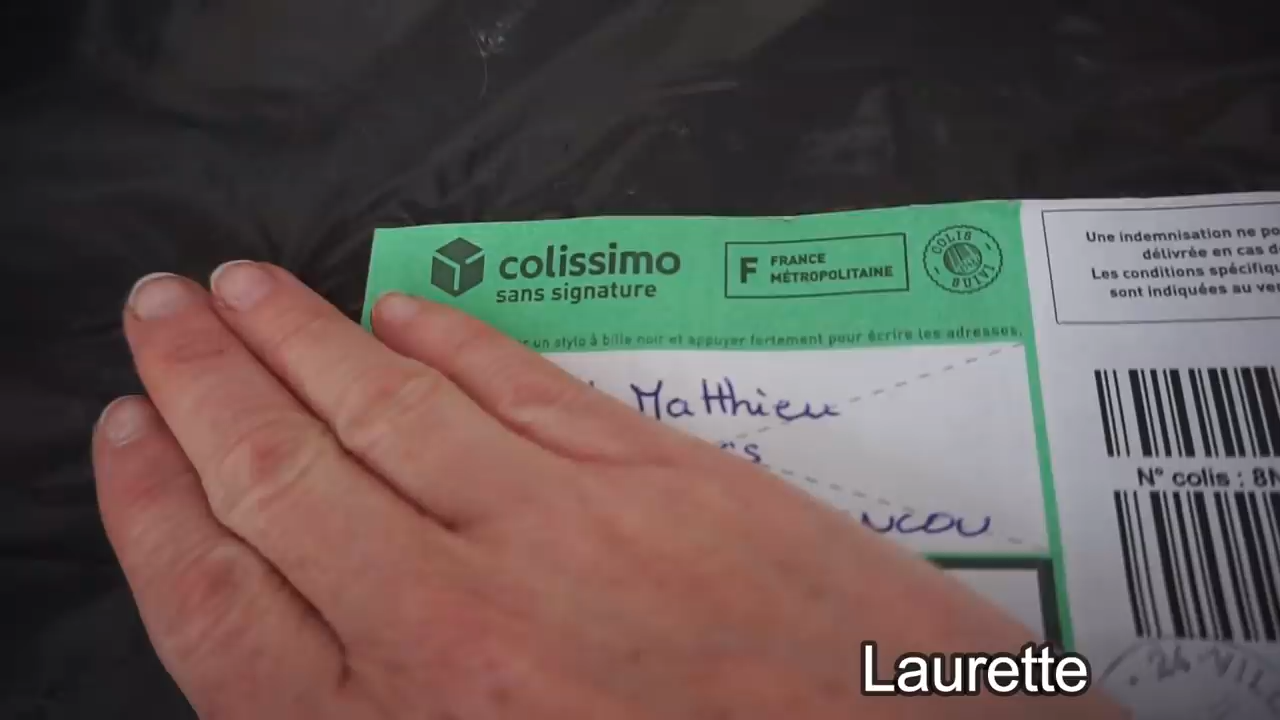 colissimo
sans signature
F FRANCE
MÉTROPOLITAINE
COLIS SUIVI
un stylo à bille noir et appuyer fortement pour écrire les adresses.
Matthieu
Une indemnisation ne po
délivrée en cas d
Les conditions spécifiqu
sont indiquées au ve
N° colis : 8N
Laurette